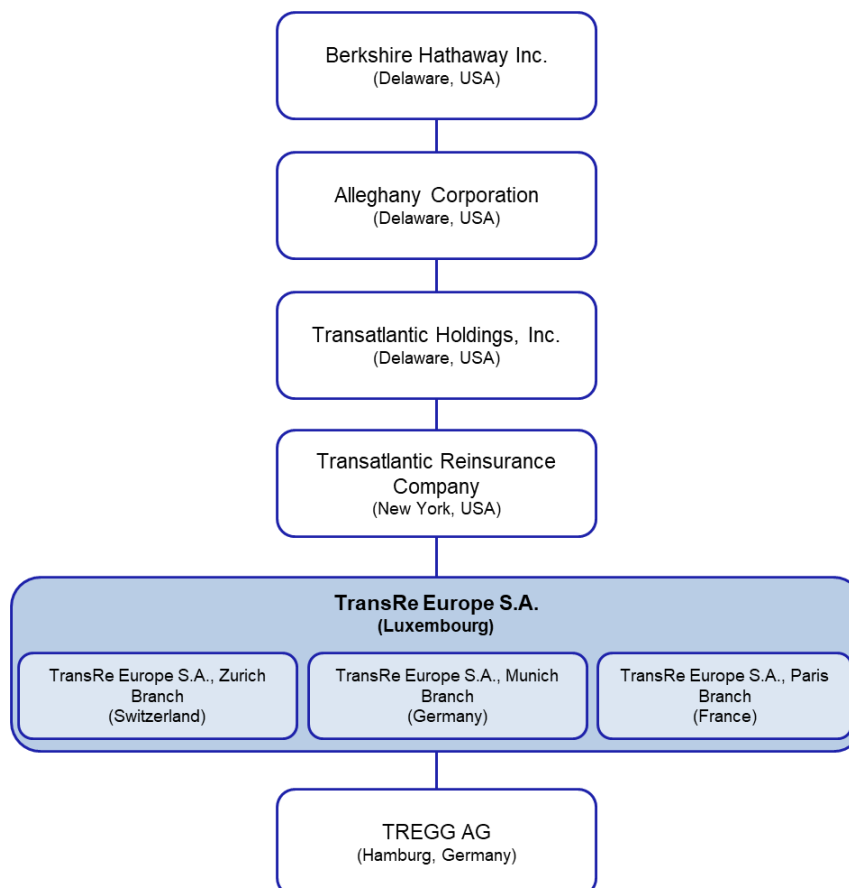 Berkshire Hathaway Inc.
(Delaware, USA)
Alleghany Corporation
(Delaware, USA)
Transatlantic Holdings, Inc.
(Delaware, USA)
Transatlantic Reinsurance
Company
(New York, USA)
TransRe Europe S.A.
(Luxembourg)
TransRe Europe S.A., Zurich
Branch
(Switzerland)
TransRe Europe S.A., Munich
Branch
(Germany)
TransRe Europe S.A., Paris
Branch
(France)
TREGG AG
(Hamburg, Germany)